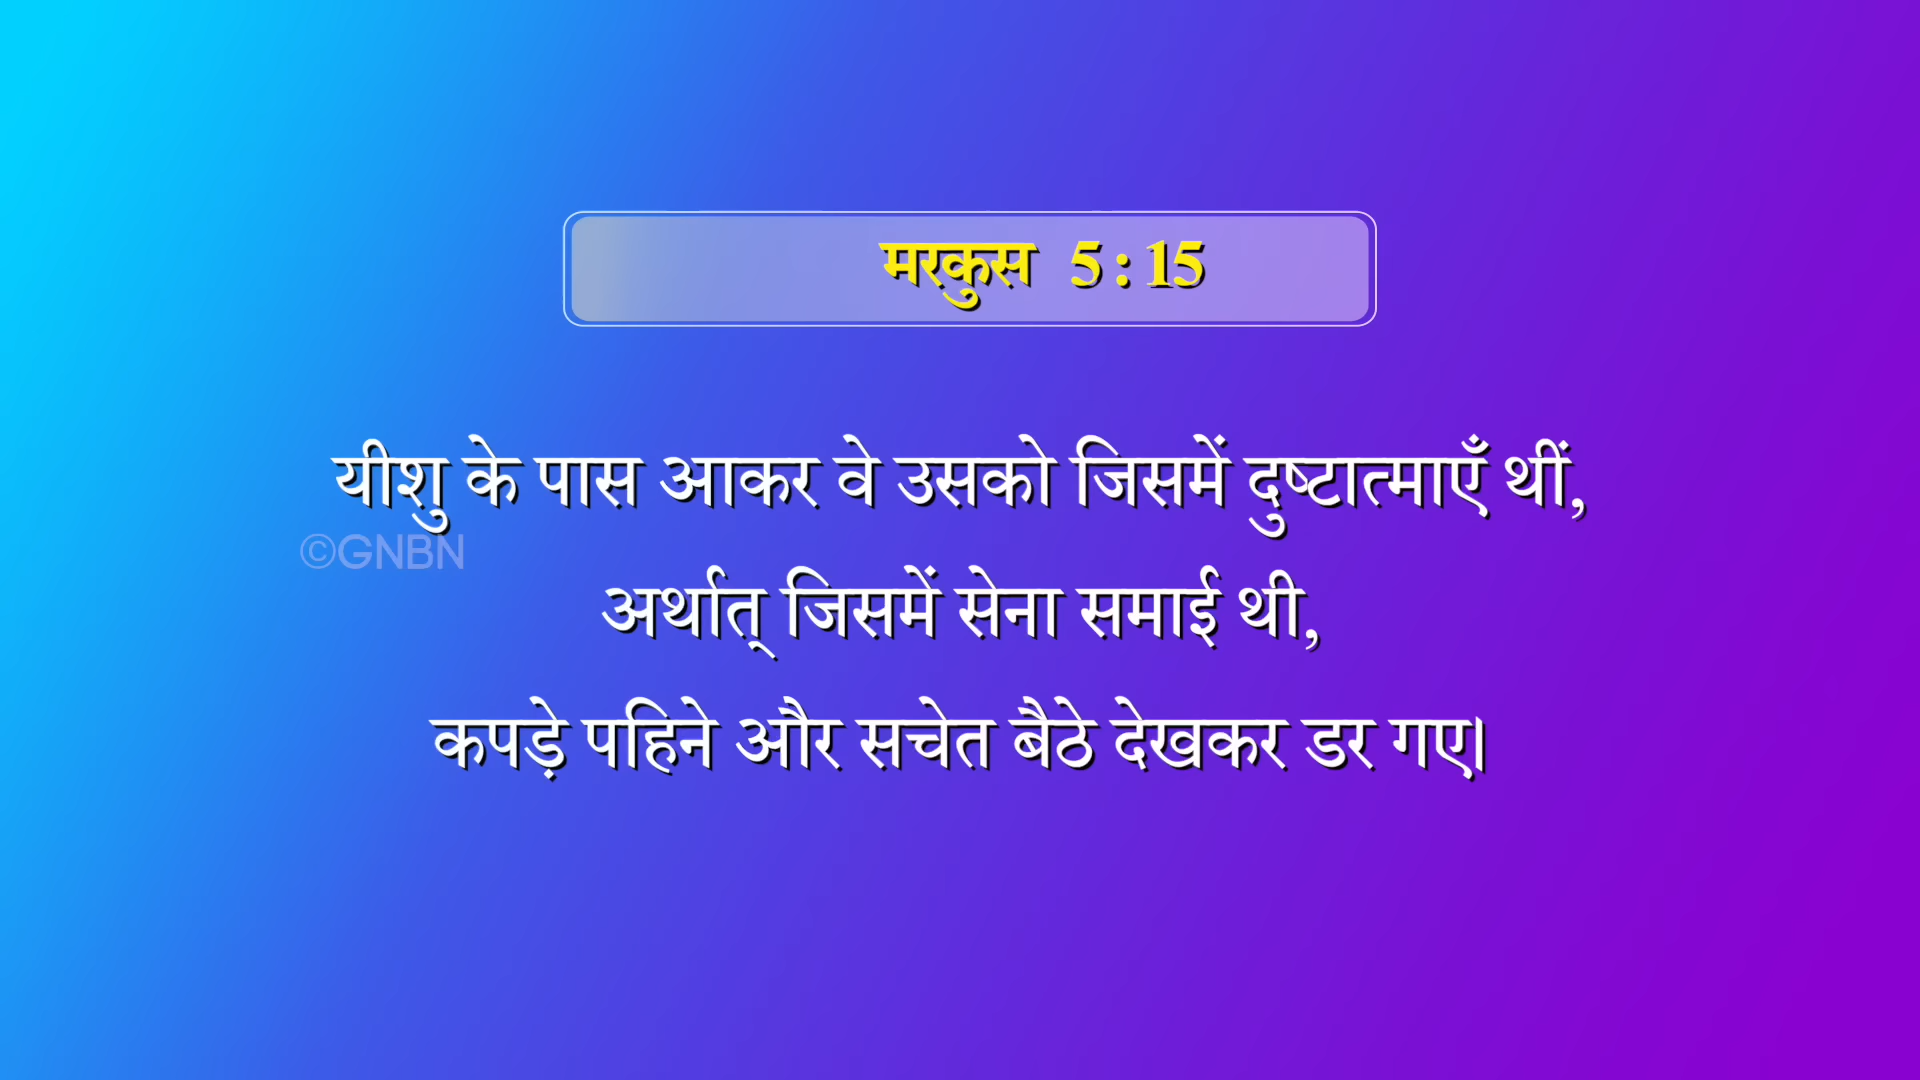 मरकुस 5:15
यीशु के पास आकर वे उसको जिसमें दुष्टात्माएँ थीं,
©GNBN
अर्थात् जिसमें सेना समाई थी,
कपड़े पहिने और सचेत बैठे देखकर डर गए।